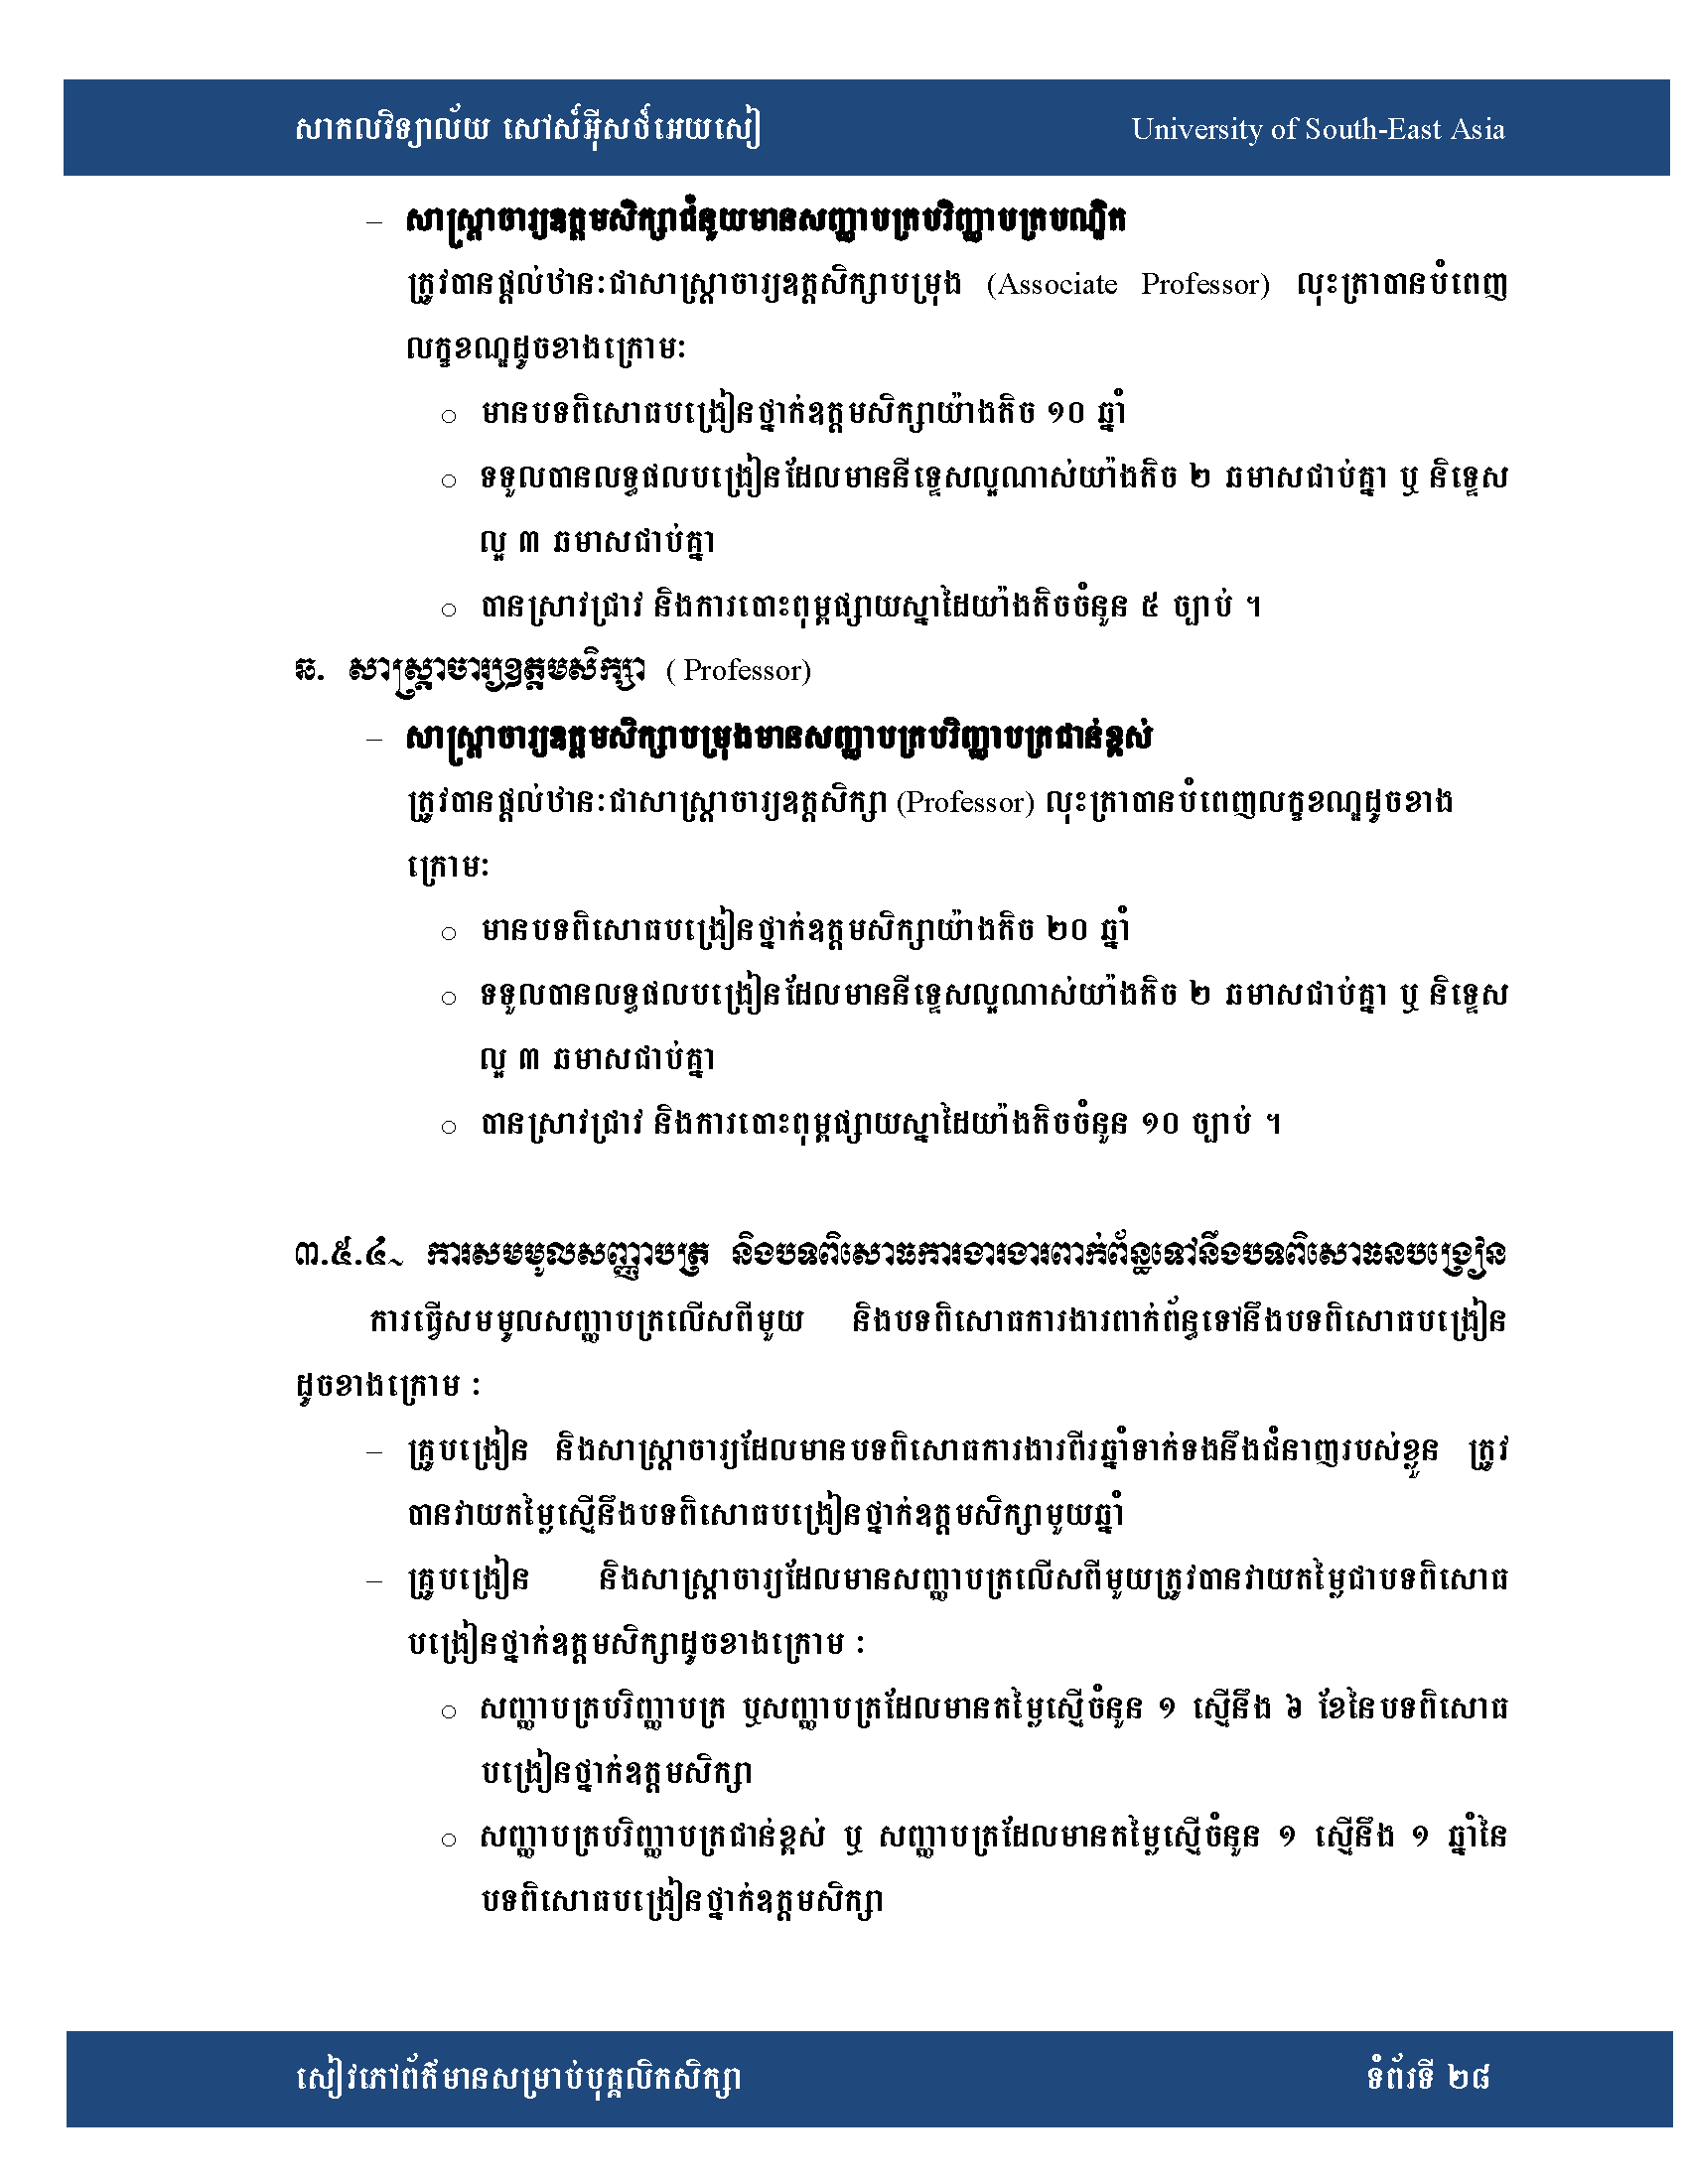 សាកលវិទ្យាល័យ សៅស៍អ៊ីសថ៍អេយសៀ University of South-East Asia
– សាស្ត្រាចារ្យឧត្តមសិក្សាជំនួយមានសញ្ញាបត្របរិញ្ញាបត្របណ្ឌិត
ត្រូវបានផ្តល់ឋានៈជាសាស្ត្រាចារ្យឧត្តសិក្សាបម្រុង (Associate Professor) លុះត្រាបានបំពេញ
លក្ខខណ្ឌដូចខាងក្រោមៈ
o មានបទពិសោធបង្រៀនថ្នាក់ឧត្តមសិក្សាយ៉ាងតិច ១០ ឆ្នាំ
o ទទួលបានលទ្ធផលបង្រៀនដែលមាននីទេ្ទសល្អណាស់យ៉ាងតិច ២ ឆមាសជាប់គ្នា ឬ និទេ្ទស
ល្អ ៣ ឆមាសជាប់គ្នា
o បានស្រាវជ្រាវ និងការបោះពុម្ពផ្សាយស្នាដៃយ៉ាងតិចចំនួន ៥ ច្បាប់ ។
ឆ. សាស្ត្រាចារ្យឧត្តមសិក្សា ( Professor)
– សាស្ត្រាចារ្យឧត្តមសិក្សាបម្រុងមានសញ្ញាបត្របរិញ្ញាបត្រជាន់ខ្ពស់
ត្រូវបានផ្តល់ឋានៈជាសាស្ត្រាចារ្យឧត្តសិក្សា (Professor) លុះត្រាបានបំពេញលក្ខខណ្ឌដូចខាង
ក្រោមៈ
o មានបទពិសោធបង្រៀនថ្នាក់ឧត្តមសិក្សាយ៉ាងតិច ២០ ឆ្នាំ
o ទទួលបានលទ្ធផលបង្រៀនដែលមាននីទេ្ទសល្អណាស់យ៉ាងតិច ២ ឆមាសជាប់គ្នា ឬ និទេ្ទស
ល្អ ៣ ឆមាសជាប់គ្នា
o បានស្រាវជ្រាវ និងការបោះពុម្ពផ្សាយស្នាដៃយ៉ាងតិចចំនួន ១០ ច្បាប់ ។
៣.៥.៤~ ការសមមូលសញ្ញាបត្រ និងបទពិសោធការងារងារពាក់ព័ន្ធទៅនឹងបទពិសោធនបង្រៀន
ការធ្វើសមមូលសញ្ញាបត្រលើសពីមួយ និងបទពិសោធការងារពាក់ព័ន្ធទៅនឹងបទពិសោធបង្រៀន
ដូចខាងក្រោម ៈ
– គ្រូបង្រៀន និងសាស្ត្រាចារ្យដែលមានបទពិសោធការងារពីរឆ្នាំទាក់ទងនឹងជំនាញរបស់ខ្លួន ត្រូវ
បានវាយតម្លៃស្មើនឹងបទពិសោធបង្រៀនថ្នាក់ឧត្តមសិក្សាមួយឆ្នាំ
– គ្រូបង្រៀន និងសាស្ត្រាចារ្យដែលមានសញ្ញាបត្រលើសពីមួយត្រូវបានវាយតម្លៃជាបទពិសោធ
បង្រៀនថ្នាក់ឧត្តមសិក្សាដូចខាងក្រោម ៈ
o សញ្ញាបត្របរិញ្ញាបត្រ ឬសញ្ញាបត្រដែលមានតម្លៃស្មើចំនួន ១ ស្មើនឹង ៦ ខែនៃបទពិសោធ
បង្រៀនថ្នាក់ឧត្តមសិក្សា
o សញ្ញាបត្របរិញ្ញាបត្រជាន់ខ្ពស់ ឬ សញ្ញាបត្រដែលមានតម្លៃស្មើចំនួន ១ ស្មើនឹង ១ ឆ្នាំនៃ
បទពិសោធបង្រៀនថ្នាក់ឧត្តមសិក្សា
សៀវភៅព័ត៌មានសម្រាប់បុគ្គលិកសិក្សា ទំព័រទី ២៨